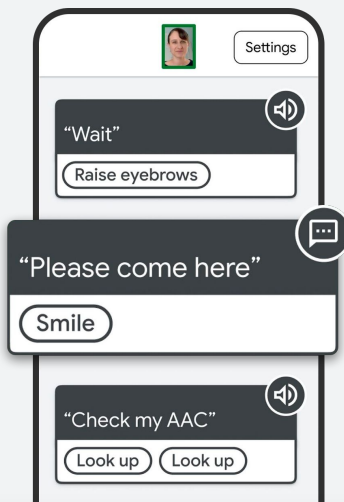 Settings
“Wait”
Raise eyebrows
“Please come here”
Smile
“Check my AAC”
Look up Look up